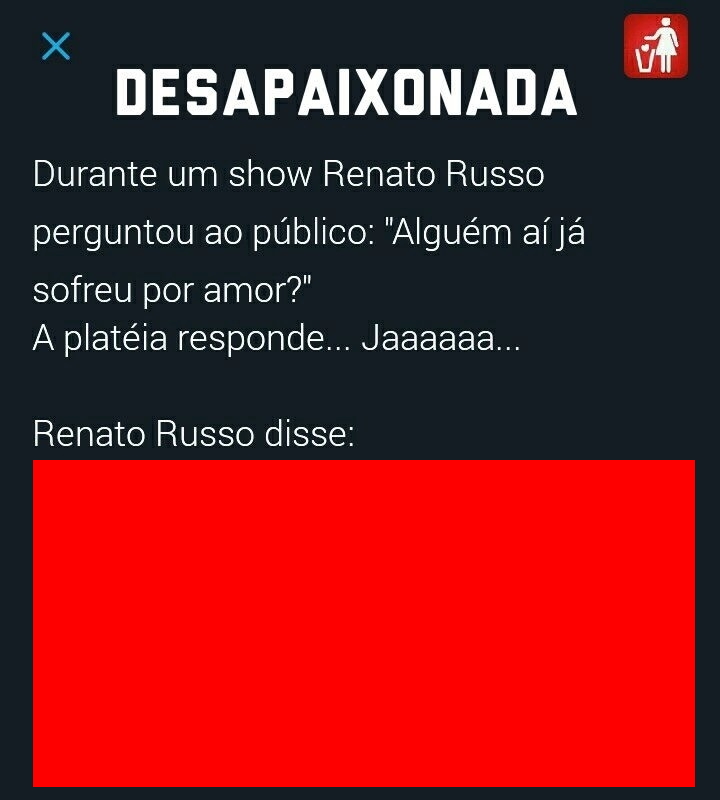 DESAPAIXONADA
Durante um show Renato Russo
perguntou ao público: "Alguém aí já
sofreu por amor?"
A platéia responde... Jaaaaaa...
Renato Russo disse: